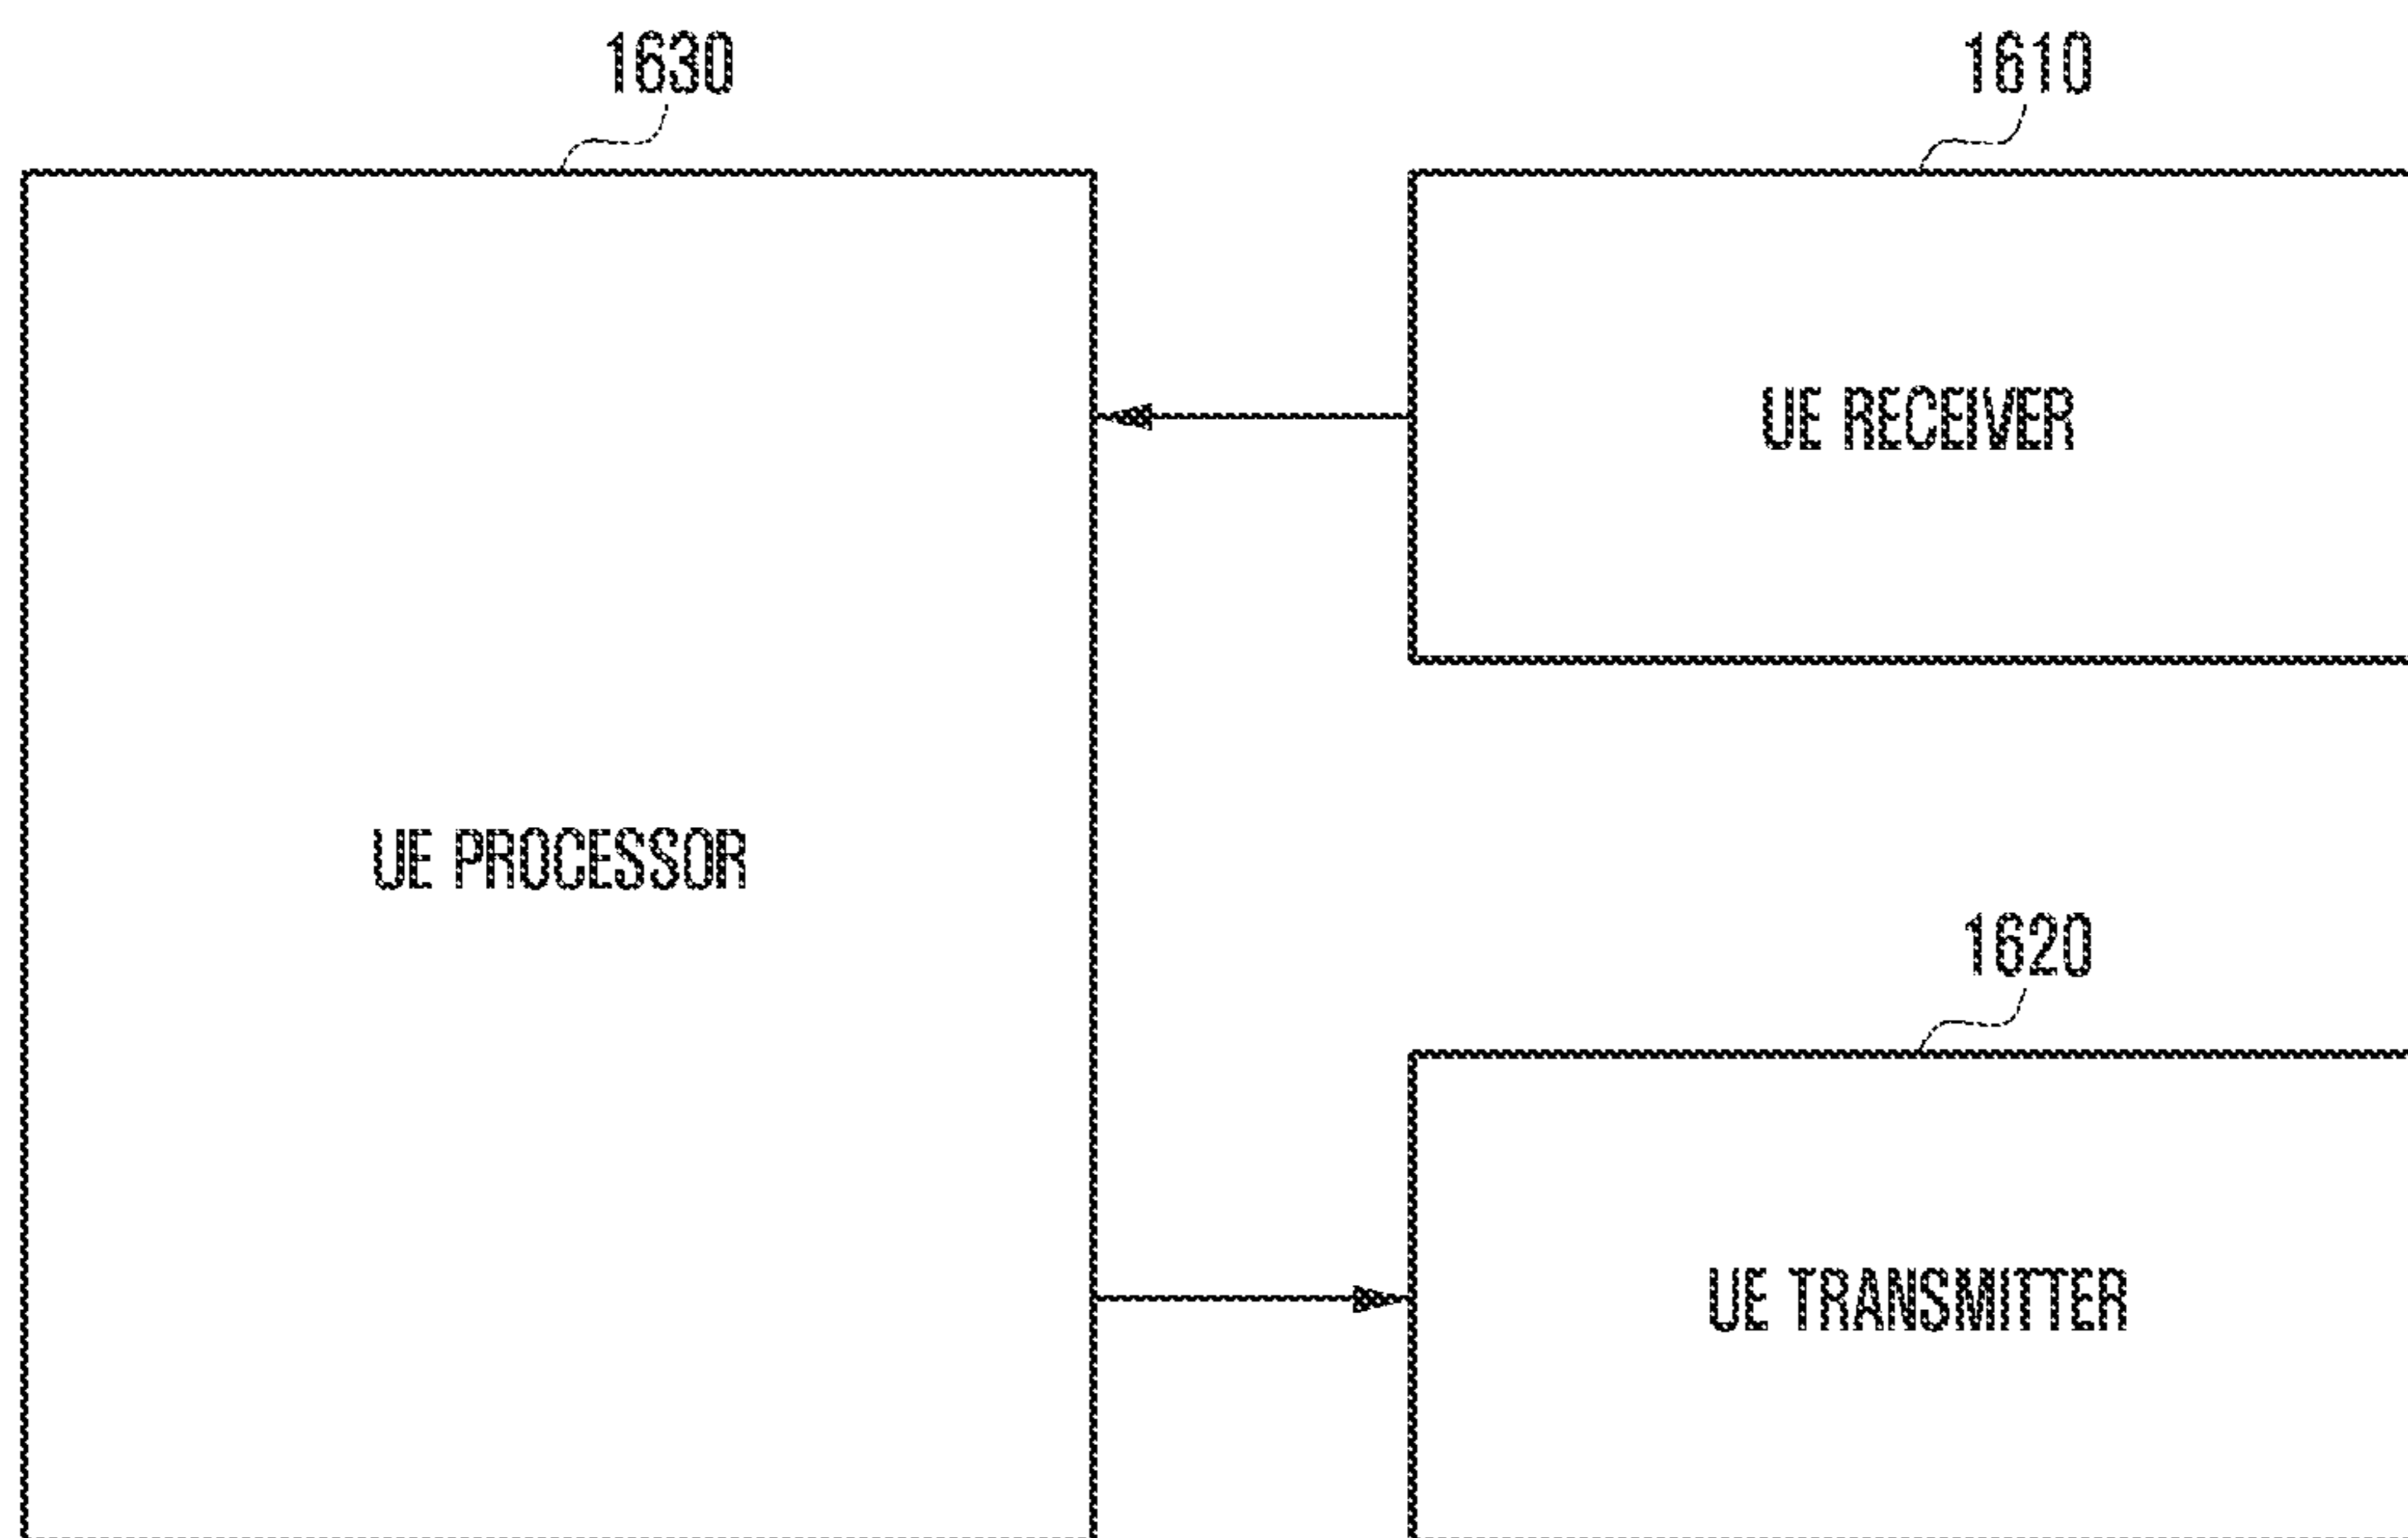 1630
1610
UE RECEIVER
UE PROCESSOR
1620
UE TRANSMITTER